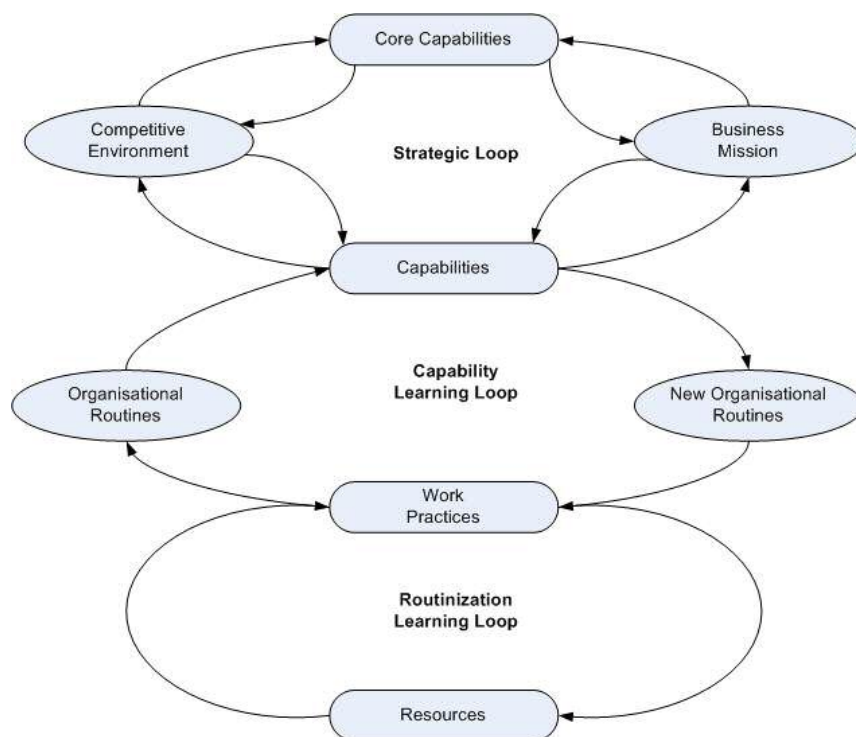 Core Capabilities
Competitive
Environment
Business
Mission
Strategic Loop
Capabilities
Capability
Learning Loop
Organisational
Routines
New Organisational
Routines
Work
Practices
Routinization
Learning Loop
Resources